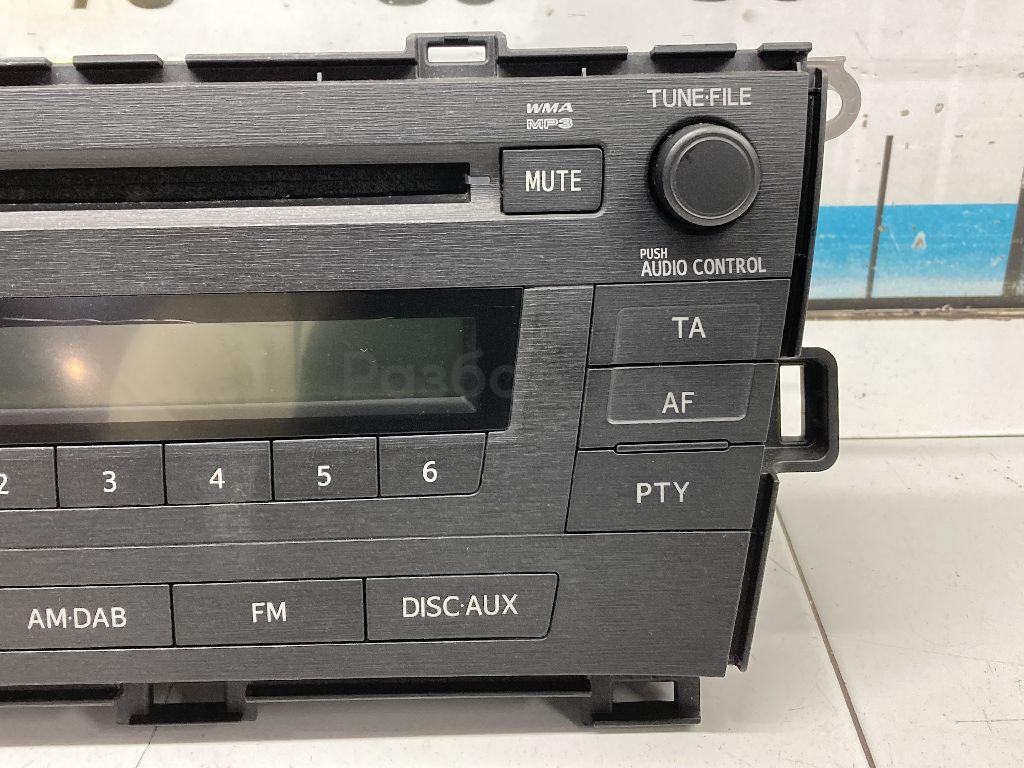 TUNE·FILE
WMA
MP3
MUTE
PUSH
AUDIO CONTROL
TA
AF
2 3 4 5 6
PTY
AM·DAB FM DISC·AUX